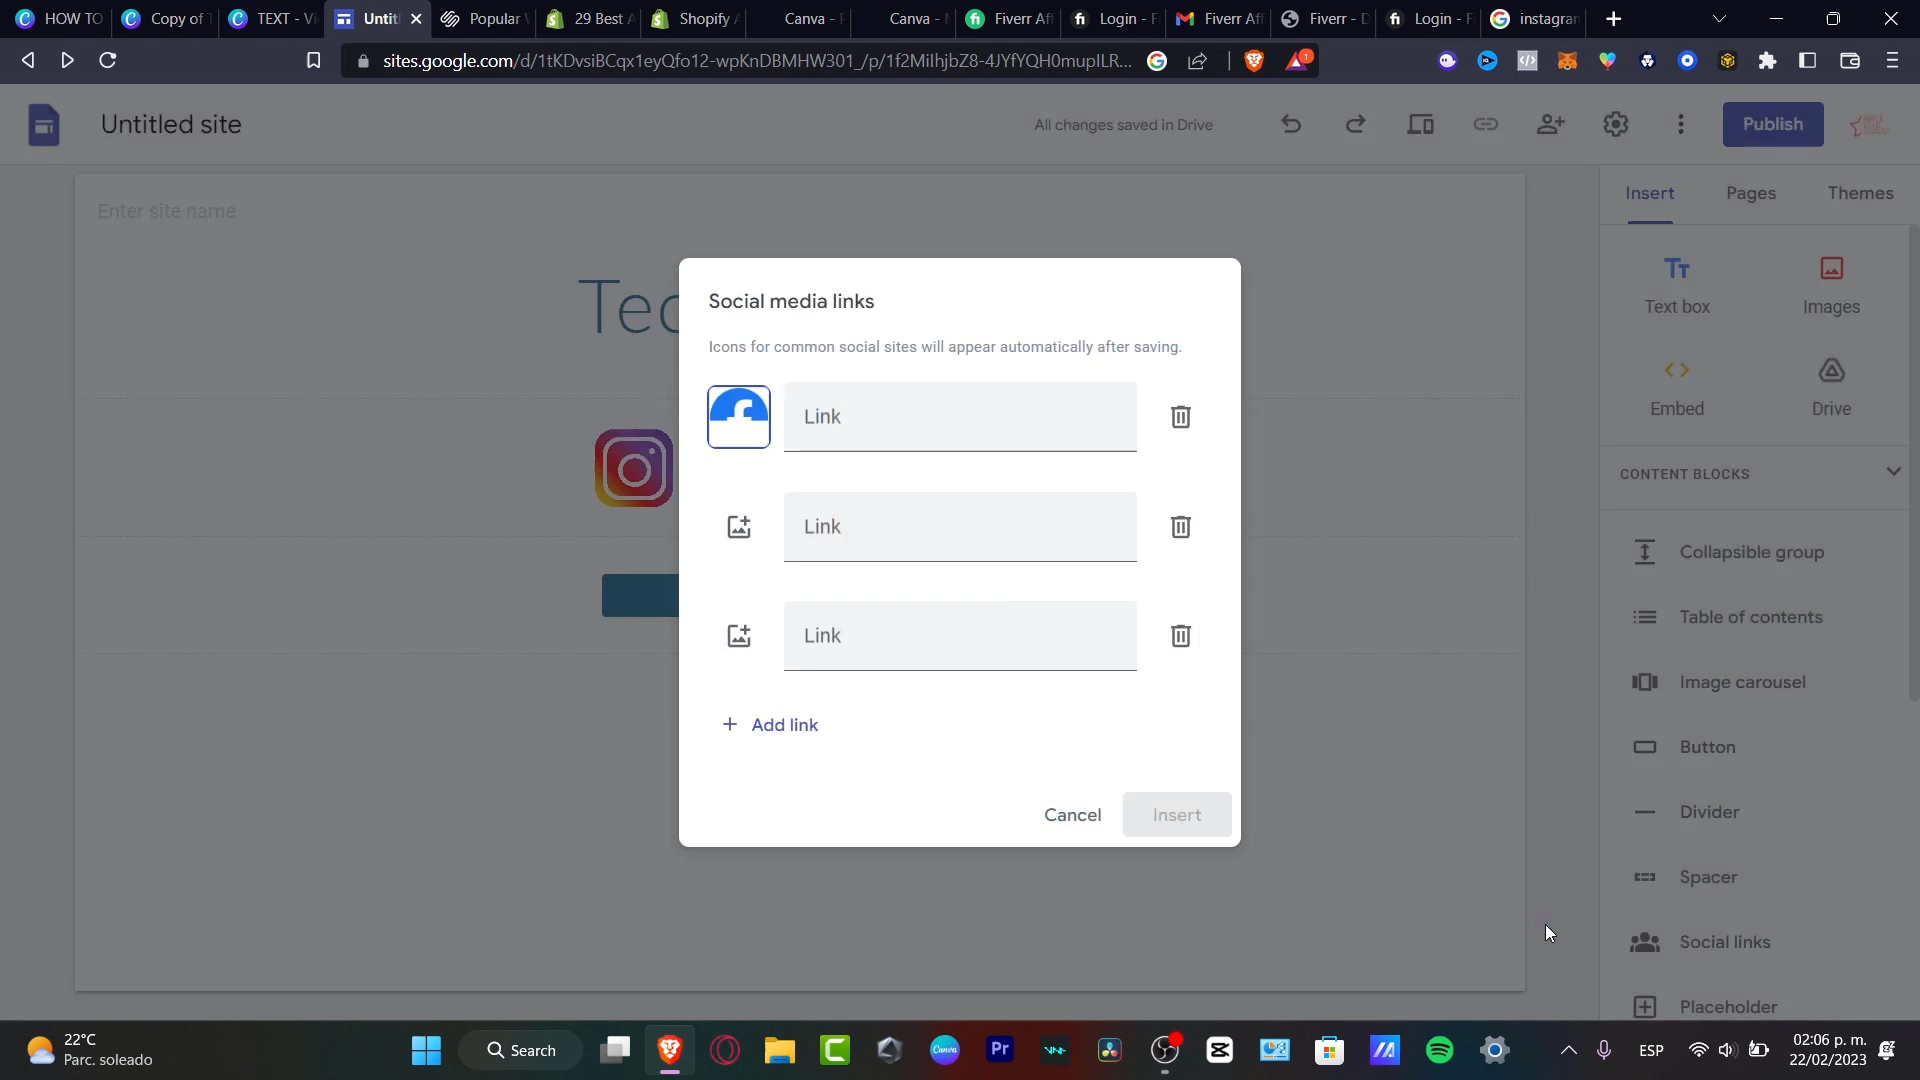 HOW TO
Copy of
TEXT - Vi
Untit
Popular
29 Best
Shopify
Canva -
Canva -
Fiverr Aff
Login - F
Fiverr Aff
Fiverr - D
Login - F
instagran
sites.google.com/d/1tKDvsiBCqx1eyQfo12-wpKnDBMHW301_/p/1f2MiIhjbZ8-4JYfYQH0mupILR...
1
Untitled site
All changes saved in Drive
Publish
Enter site name
Tec
Insert
Pages
Themes
Text box
Images
Embed
Drive
CONTENT BLOCKS
Collapsible group
Table of contents
Image carousel
Button
Divider
Spacer
Social links
Placeholder
Social media links
Icons for common social sites will appear automatically after saving.
Link
Link
Link
+ Add link
Cancel
Insert
22°C
Parc. soleado
Search
Canva
Pr
ESP
02:06 p. m.
22/02/2023